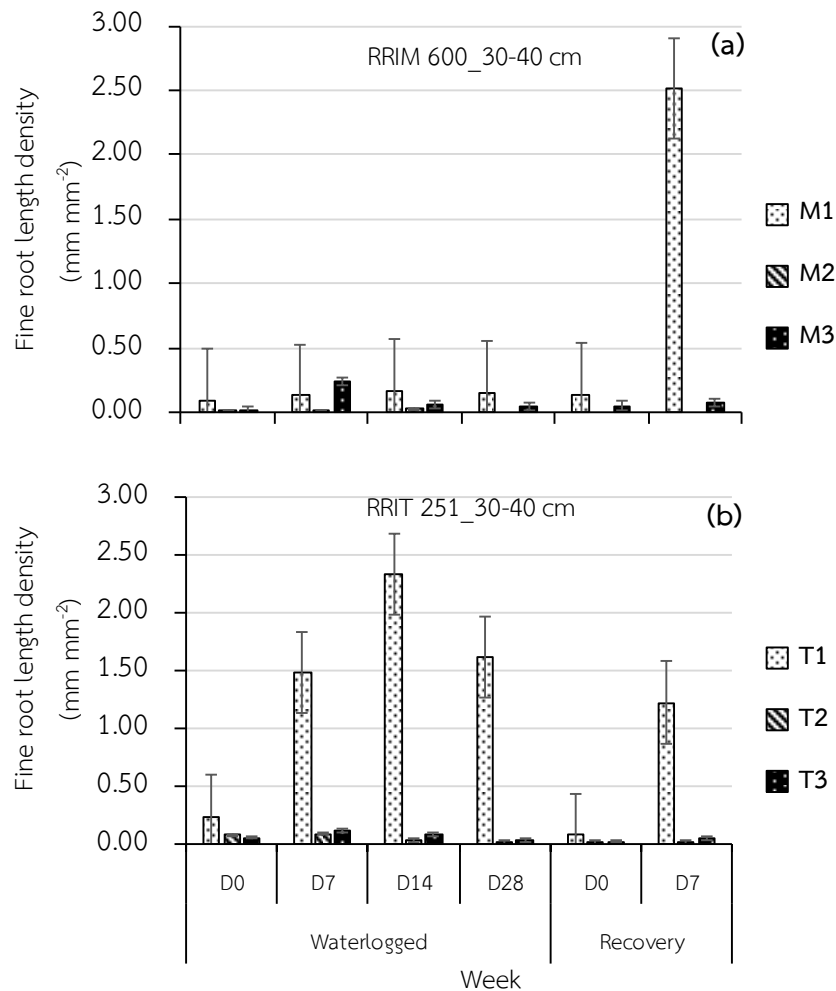 3.00
2.50
2.00
1.50
1.00
0.50
0.00
Fine root length density
(mm mm⁻²)
RRIM 600_30-40 cm
(a)
M1
M2
M3
3.00
2.50
2.00
1.50
1.00
0.50
0.00
Fine root length density
(mm mm⁻²)
RRIT 251_30-40 cm
(b)
T1
T2
T3
D0 D7 D14 D28 D0 D7
Waterlogged Recovery
Week